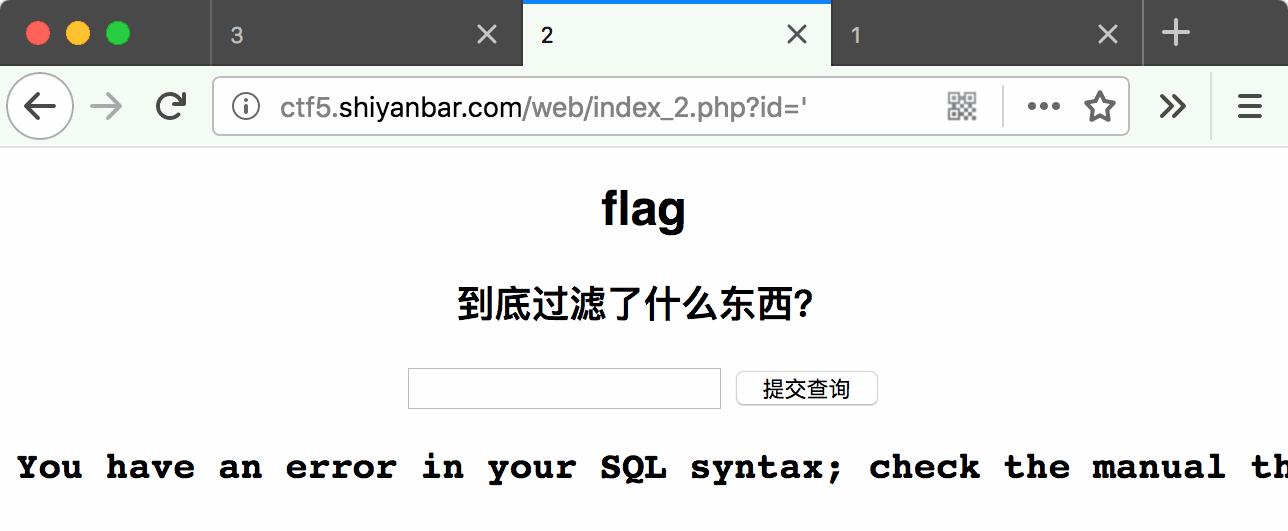 3
2
1
ctf5.shiyanbar.com/web/index_2.php?id='
flag
到底过滤了什么东西?
提交查询
You have an error in your SQL syntax; check the manual th